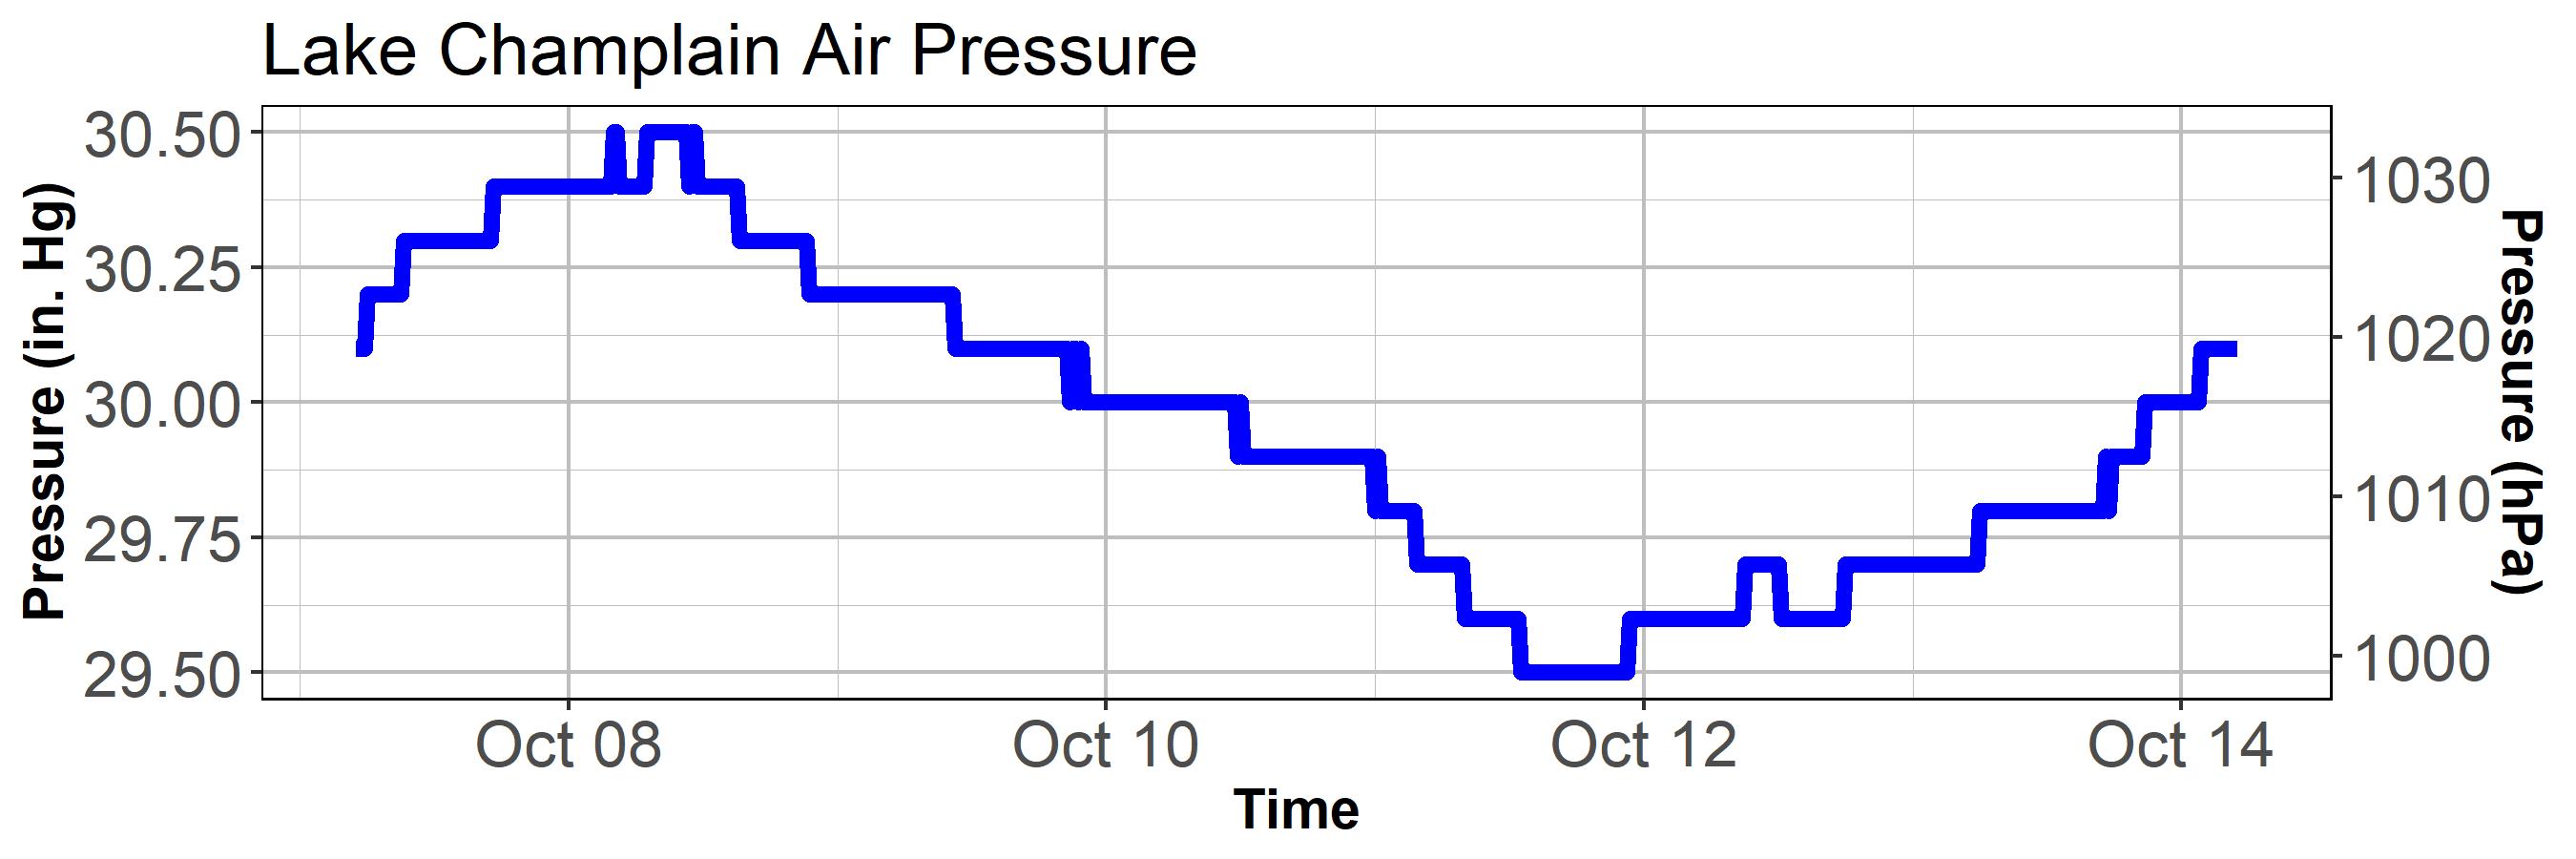 Lake Champlain Air Pressure
Pressure (in. Hg)
30.50
30.25
30.00
29.75
29.50
1030
1020
1010
1000
Pressure (hPa)
Oct 08 Oct 10 Oct 12 Oct 14
Time